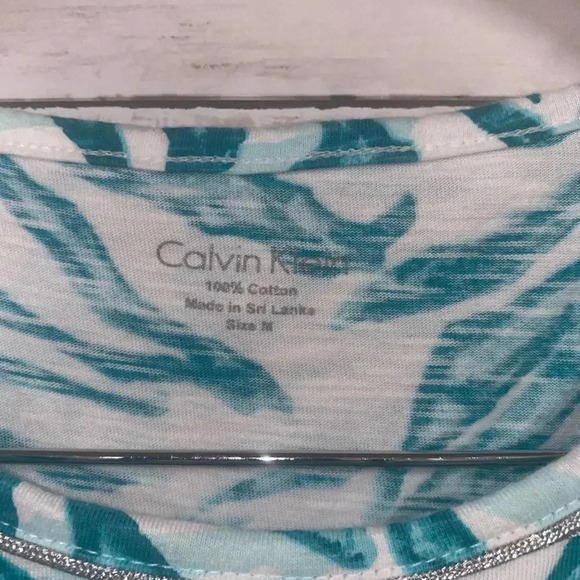 Calvin Klein
100% Cotton
Made in Sri Lanka
Size M